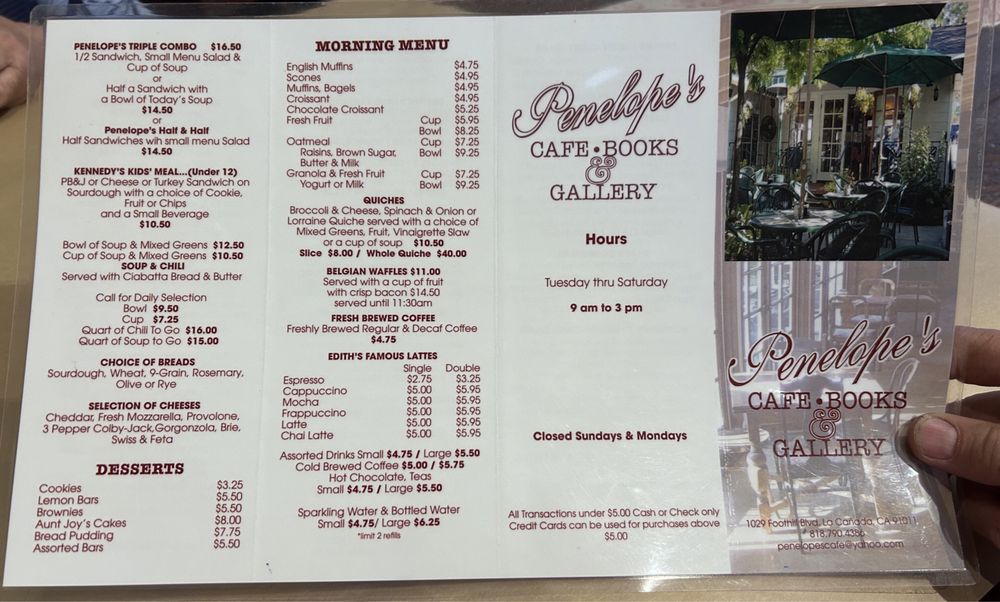 PENELOPE'S TRIPLE COMBO $16.50
1/2 Sandwich, Small Menu Salad &
Cup of Soup
or
Half a Sandwich with
a Bowl of Today's Soup
$14.50
or
Penelope's Half & Half
Half Sandwiches wih small menu Salad
$14.50
KENNEDY'S KIDS' MEAL...(Under 12)
PB&J or Cheese or Turkey Sandwich on
Sourdough with a choice of Cookie,
Fruit or Chips
and a Small Beverage
$10.50
Bowl of Soup & Mixed Greens $12.50
Cup of Soup & Mixed Greens $10.50
SOUP & CHILI
Served with Ciabatta Bread & Butter
Call for Daily Selection
Bowl $9.50
Cup $7.25
Quart of Chili To Go $16.00
Quart of Soup to Go $15.00
CHOICE OF BREADS
Sourdough, Wheat, 9-Grain, Rosemary,
Olive or Rye
SELECTION OF CHEESES
Cheddar, Fresh Mozzarella, Provolone,
3 Pepper Colby-Jack, Gorgonzola, Brie,
Swiss & Feta
DESSERTS
Cookies $3.25
Lemon Bars $5.50
Brownies $5.50
Aunt Joy's Cakes $8.00
Bread Pudding $7.75
Assorted Bars $5.50
MORNING MENU
English Muffins $4.75
Scones $4.95
Muffins, Bagels $4.95
Croissant $4.95
Chocolate Croissant $5.25
Fresh Fruit Cup $5.95
Bowl $8.25
Oatmeal Cup $7.25
Raisins, Brown Sugar, Bowl $9.25
Butter & Milk
Granola & Fresh Fruit Cup $7.25
Yogurt or Milk Bowl $9.25
QUICHES
Broccoli & Cheese, Spinach & Onion or
Lorraine Quiche served with a choice of
Mixed Greens, Fruit, Vinaigrette Slaw
or a cup of soup $10.50
Slice $8.00 / Whole Quiche $40.00
BELGIAN WAFFLES $11.00
Served with a cup of fruit
with crisp bacon $14.50
served until 11:30am
FRESH BREWED COFFEE
Freshly Brewed Regular & Decaf Coffee
$4.75
EDITH'S FAMOUS LATTES
Single Double
Espresso $2.75 $3.25
Cappuccino $5.00 $5.95
Mocha $5.00 $5.95
Frappuccino $5.00 $5.95
Latte $5.00 $5.95
Chai Latte $5.00 $5.95
Assorted Drinks Small $4.75 / Large $5.50
Cold Brewed Coffee $5.00 / $5.75
Hot Chocolate, Teas
Small $4.75 / Large $5.50
Sparkling Water & Bottled Water
Small $4.75/ Large $6.25
*limit 2 refills
Penelope's
CAFE • BOOKS
&
GALLERY
Hours
Tuesday thru Saturday
9 am to 3 pm
Closed Sundays & Mondays
All Transactions under $5.00 Cash or Check only
Credit Cards can be used for purchases above
$5.00
Penelope's
CAFE • BOOKS
&
GALLERY
1029 Foothill Blvd, La Cañada, CA 91011
818.790.4386
penelopescafe@yahoo.com